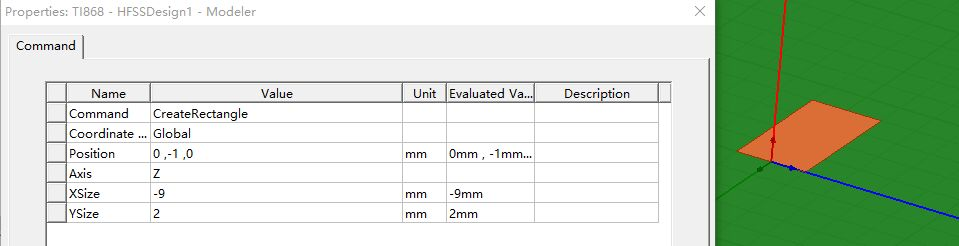 Properties: TI868 - HFSSDesign1 - Modeler
Command
Name Value Unit Evaluated Va... Description
Command CreateRectangle
Coordinate ... Global
Position 0 ,-1 ,0 mm 0mm , -1mm...
Axis Z
XSize -9 mm -9mm
YSize 2 mm 2mm